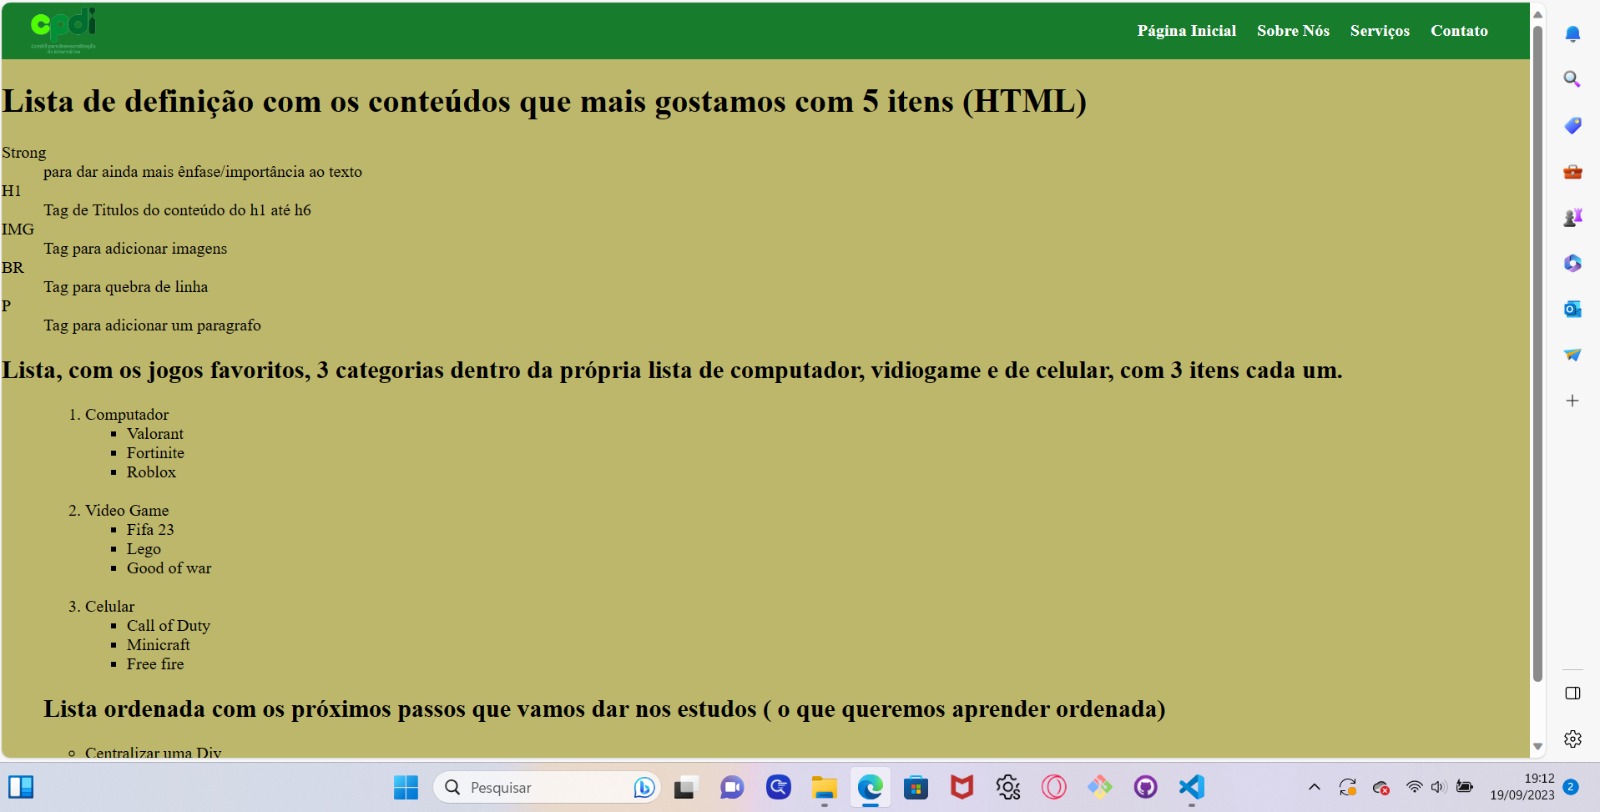 cpdi
Página Inicial Sobre Nós Serviços Contato
Lista de definição com os conteúdos que mais gostamos com 5 itens (HTML)
Strong
para dar ainda mais ênfase/importância ao texto
H1
Tag de Titulos do conteúdo do h1 até h6
IMG
Tag para adicionar imagens
BR
Tag para quebra de linha
P
Tag para adicionar um paragrafo
Lista, com os jogos favoritos, 3 categorias dentro da própria lista de computador, vidiogame e de celular, com 3 itens cada um.
1. Computador
▪ Valorant
▪ Fortinite
▪ Roblox
2. Video Game
▪ Fifa 23
▪ Lego
▪ Good of war
3. Celular
▪ Call of Duty
▪ Minicraft
▪ Free fire
Lista ordenada com os próximos passos que vamos dar nos estudos ( o que queremos aprender ordenada)
◦ Centralizar uma Div
Pesquisar
19:12
19/09/2023
2